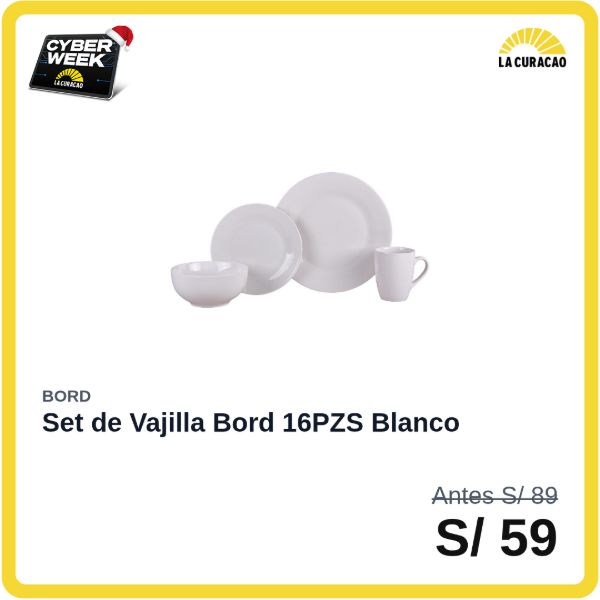 CYBER
WEEK
LA CURACAO
LA CURACAO
BORD
Set de Vajilla Bord 16PZS Blanco
Antes S/ 89
S/ 59